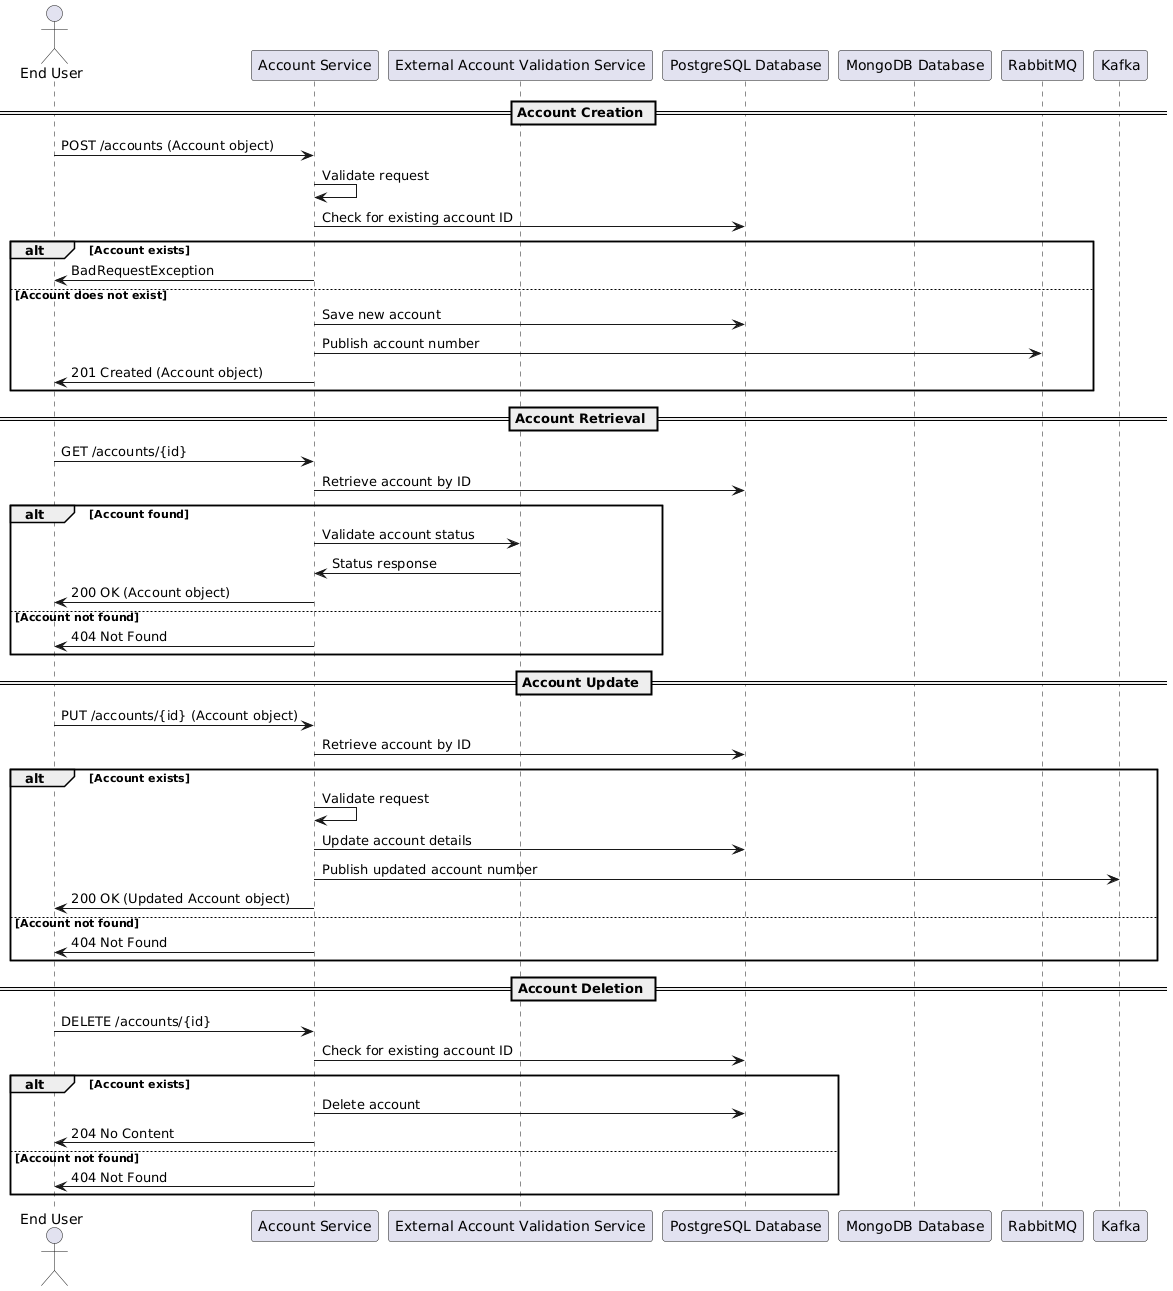 End User
Account Service
External Account Validation Service
PostgreSQL Database
MongoDB Database
RabbitMQ
Kafka
Account Creation
POST /accounts (Account object)
Validate request
Check for existing account ID
alt [Account exists]
BadRequestException
[Account does not exist]
Save new account
Publish account number
201 Created (Account object)
Account Retrieval
GET /accounts/{id}
Retrieve account by ID
alt [Account found]
Validate account status
Status response
200 OK (Account object)
[Account not found]
404 Not Found
Account Update
PUT /accounts/{id} (Account object)
Retrieve account by ID
alt [Account exists]
Validate request
Update account details
Publish updated account number
200 OK (Updated Account object)
[Account not found]
404 Not Found
Account Deletion
DELETE /accounts/{id}
Check for existing account ID
alt [Account exists]
Delete account
204 No Content
[Account not found]
404 Not Found
End User
Account Service
External Account Validation Service
PostgreSQL Database
MongoDB Database
RabbitMQ
Kafka